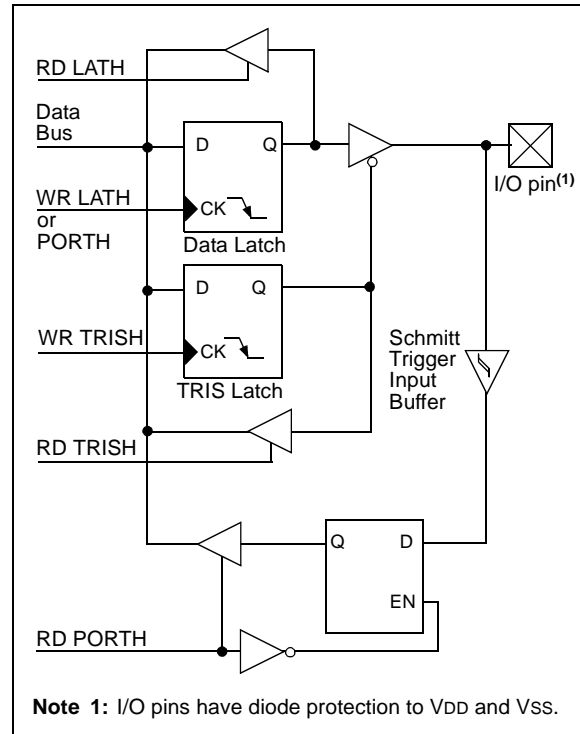 RD LATH
Data
Bus
D Q
I/O pin(1)
WR LATH
or
PORTH
CK
Data Latch
D Q
WR TRISH
CK
TRIS Latch
Schmitt
Trigger
Input
Buffer
RD TRISH
Q D
EN
RD PORTH
Note 1: I/O pins have diode protection to VDD and VSS.